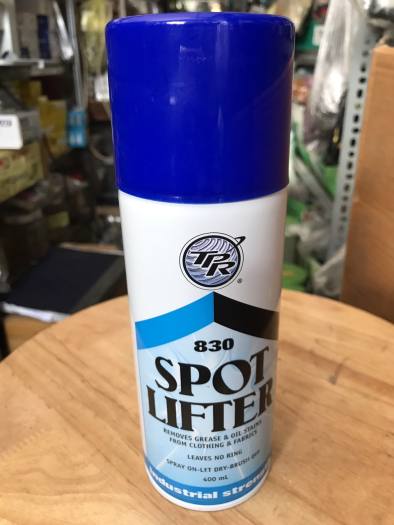 TPR
®
830
SPOT
LIFTER
REMOVES GREASE & OIL STAINS
FROM CLOTHING & FABRICS
LEAVES NO RING
SPRAY ON-LET DRY-BRUSH OFF
400 mL
industrial strength